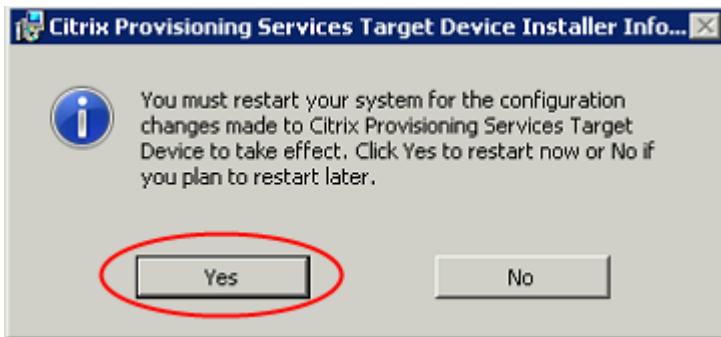 Citrix Provisioning Services Target Device Installer Info...
You must restart your system for the configuration
changes made to Citrix Provisioning Services Target
Device to take effect. Click Yes to restart now or No if
you plan to restart later.
Yes
No